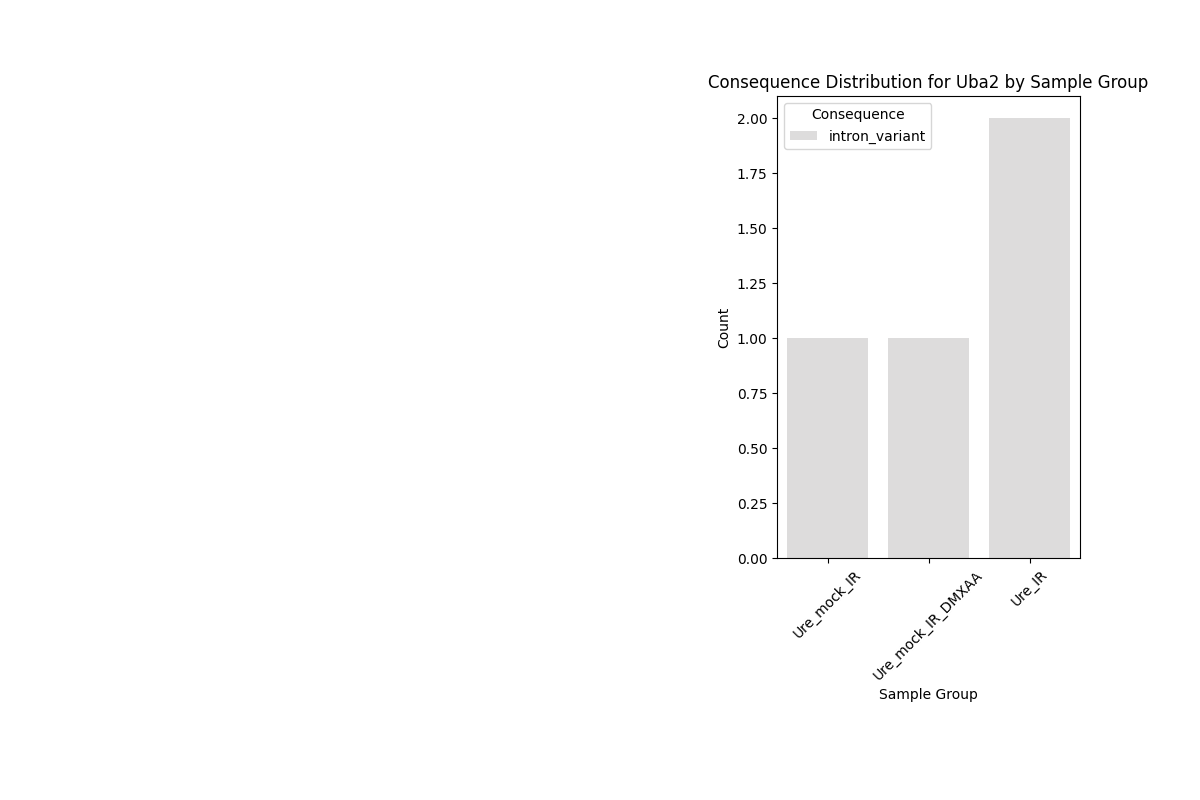 Consequence Distribution for Uba2 by Sample Group
Consequence
intron_variant
2.00
1.75
1.50
1.25
1.00
0.75
0.50
0.25
0.00
Count
Ure_mock_IR
Ure_mock_IR_DMXAA
Ure_IR
Sample Group